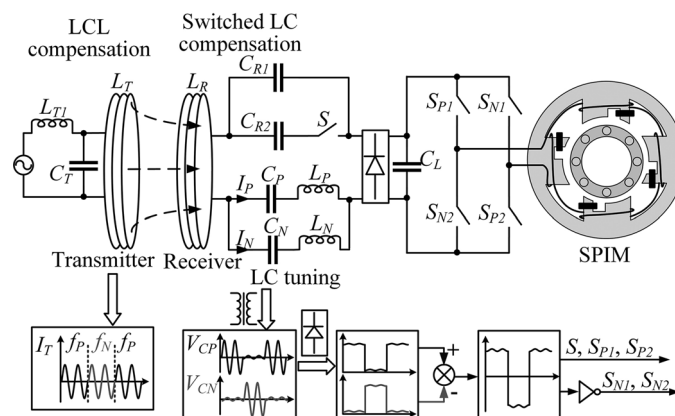 LCL compensation
Switched LC compensation
L_T1
L_T
L_R
C_R1
C_R2
S
C_T
I_P
C_P
L_P
I_N
C_N
L_N
C_L
S_P1
S_N1
S_N2
S_P2
SPIM
Transmitter
Receiver
LC tuning
I_T
f_P
f_N
f_P
V_CP
V_CN
+
-
S, S_P1, S_P2
S_N1, S_N2